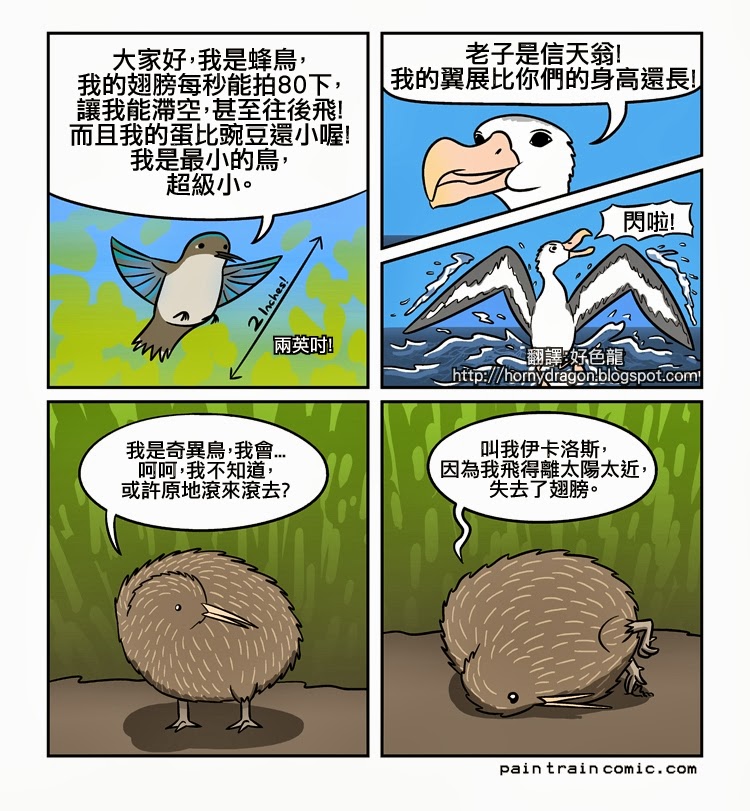 大家好,我是蜂鳥,
我的翅膀每秒能拍80下,
讓我能滯空,甚至往後飛!
而且我的蛋比豌豆還小喔!
我是最小的鳥,
超級小。
2 Inches!
兩英吋!
老子是信天翁!
我的翼展比你們的身高還長!
閃啦!
翻譯:好色龍
http://hornydragon.blogspot.com
我是奇異鳥,我會...
呵呵,我不知道,
或許原地滾來滾去?
叫我伊卡洛斯,
因為我飛得離太陽太近,
失去了翅膀。
paintraincomic.com